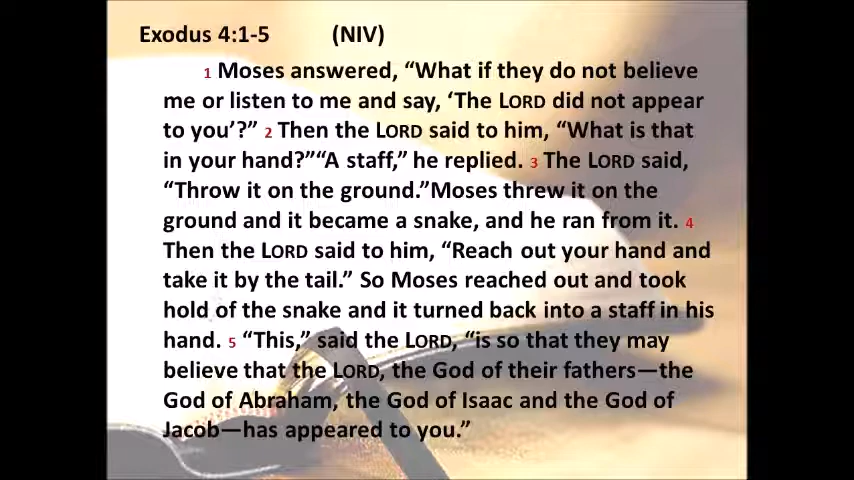 Exodus 4:1-5 (NIV)
1 Moses answered, “What if they do not believe
me or listen to me and say, ‘The LORD did not appear
to you’?” 2 Then the LORD said to him, “What is that
in your hand?”“A staff,” he replied. 3 The LORD said,
“Throw it on the ground.”Moses threw it on the
ground and it became a snake, and he ran from it. 4
Then the LORD said to him, “Reach out your hand and
take it by the tail.” So Moses reached out and took
hold of the snake and it turned back into a staff in his
hand. 5 “This,” said the LORD, “is so that they may
believe that the LORD, the God of their fathers—the
God of Abraham, the God of Isaac and the God of
Jacob—has appeared to you.”